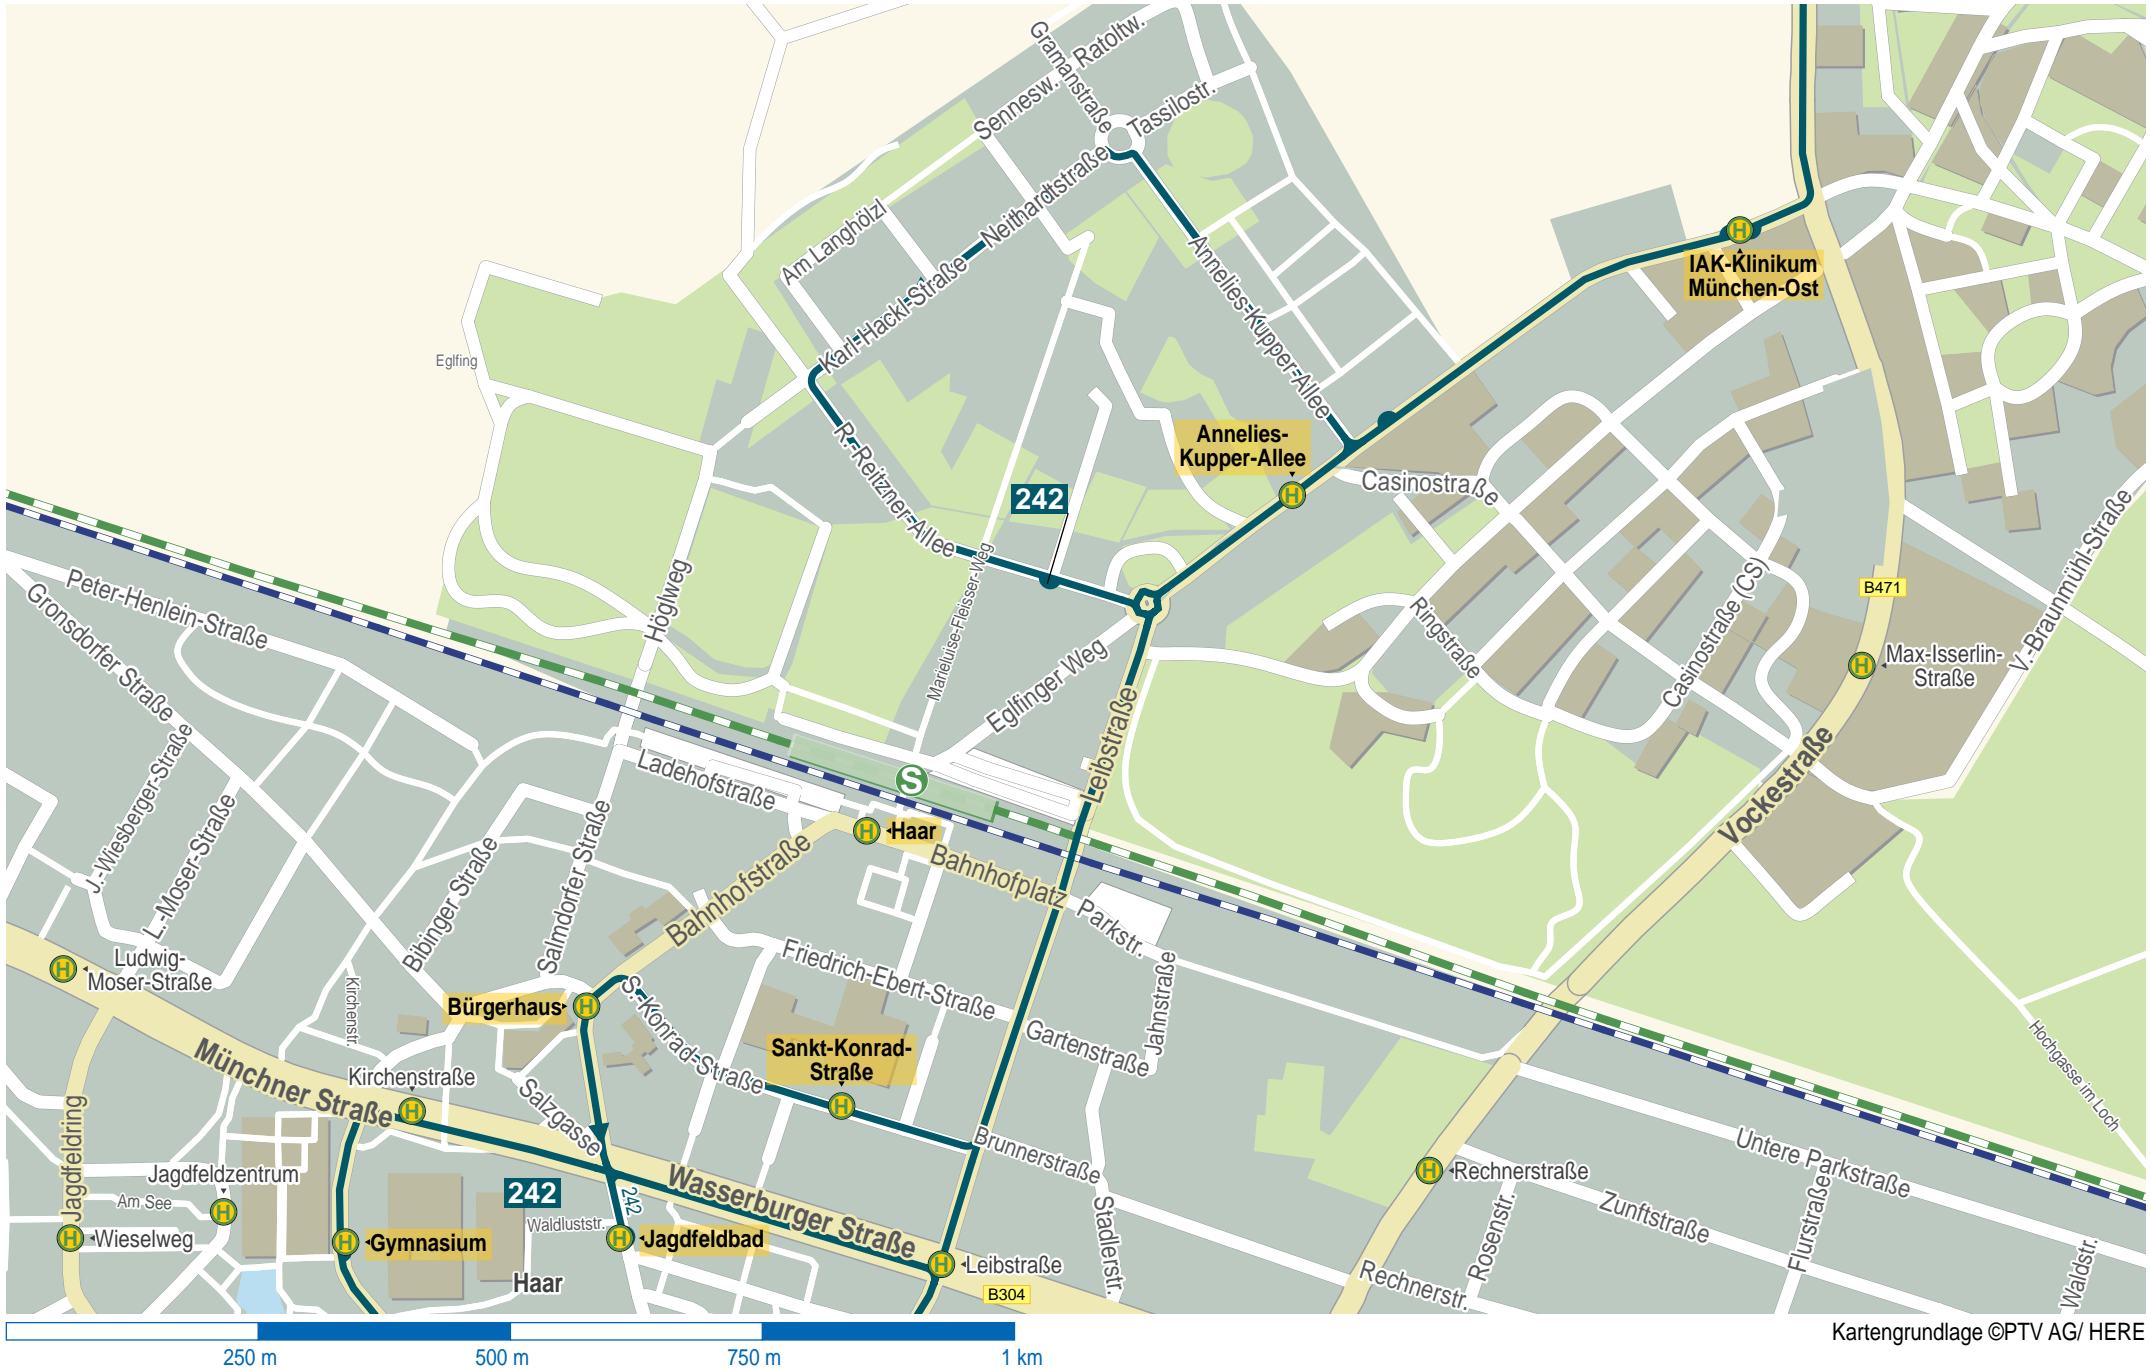 Gramanstraße
Sennesw.
Ratoltw.
Tassilostr.
Neithardtstraße
Am Langhölzl
Annelies-Kupper-Allee
H
IAK-Klinikum
München-Ost
Karl-Hackl-Straße
Eglfing
R.-Reitzner-Allee
Annelies-
Kupper-Allee
H
242
Casinostraße
Marieluise-Fleisser-Weg
Höglweg
Peter-Henlein-Straße
Gronsdorfer Straße
Eglfinger Weg
Ringstraße
Casinostraße (CS)
B471
V.-Braunmühl-Straße
H
Max-Isserlin-
Straße
Leibstraße
Ladehofstraße
S
H
Haar
Vockestraße
J.-Wiesberger-Straße
L.-Moser-Straße
Bibinger Straße
Salmdorfer Straße
Bahnhofstraße
Bahnhofplatz
Parkstr.
H
Ludwig-
Moser-Straße
Friedrich-Ebert-Straße
Jahnstraße
Kirchenstr.
Bürgerhaus
H
S.-Konrad-Straße
Gartenstraße
Hochgasse im Loch
Sankt-Konrad-
Straße
H
Münchner Straße
Kirchenstraße
H
Salzgasse
Brunnerstraße
Untere Parkstraße
Jagdfeldring
Jagdfeldzentrum
H
Am See
Wasserburger Straße
H
Rechnerstraße
Stadlerstr.
Rosenstr.
Zunftstraße
Flurstraße
242
242
Waldluststr.
H
Wieselweg
H
Gymnasium
H
Jagdfeldbad
H
Leibstraße
Haar
B304
Rechnerstr.
Waldstr.
250 m
500 m
750 m
1 km
Kartengrundlage ©PTV AG/ HERE